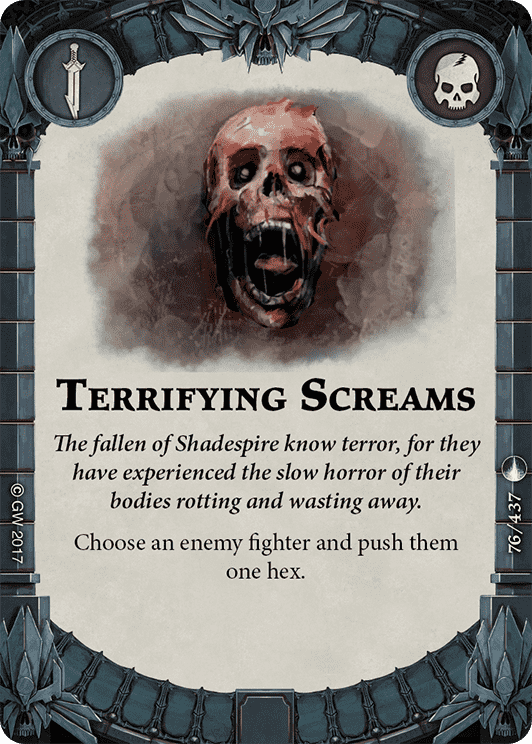 TERRIFYING SCREAMS
The fallen of Shadespire know terror, for they
have experienced the slow horror of their
bodies rotting and wasting away.
Choose an enemy fighter and push them
one hex.
© GW 2017
76/437